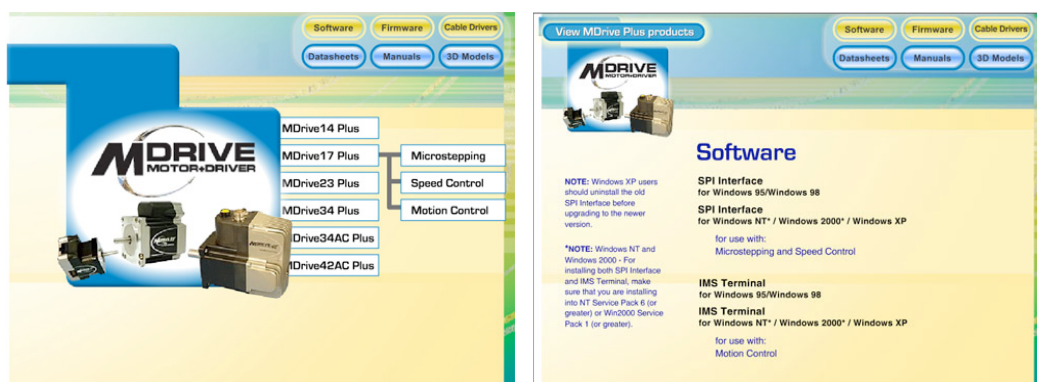 Software Firmware Cable Drivers
Datasheets Manuals 3D Models
MDRIVE
MOTOR+DRIVER
MDrive14 Plus
MDrive17 Plus
Microstepping
MDrive23 Plus
Speed Control
MDrive34 Plus
Motion Control
MDrive34AC Plus
MDrive42AC Plus
View MDrive Plus products
Software Firmware Cable Drivers
Datasheets Manuals 3D Models
MDRIVE
MOTOR+DRIVER
Software
NOTE: Windows XP users
should uninstall the old
SPI Interface before
upgrading to the newer
version.
*NOTE: Windows NT and
Windows 2000 - For
installing both SPI Interface
and IMS Terminal, make
sure that you are installing
into NT Service Pack 6 (or
greater) or Win2000 Service
Pack 1 (or greater).
SPI Interface
for Windows 95/Windows 98
SPI Interface
for Windows NT* / Windows 2000* / Windows XP
for use with:
Microstepping and Speed Control
IMS Terminal
for Windows 95/Windows 98
IMS Terminal
for Windows NT* / Windows 2000* / Windows XP
for use with:
Motion Control